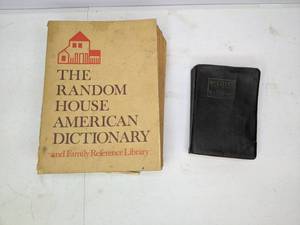 THE
RANDOM
HOUSE
AMERICAN
DICTIONARY
and Family Reference Library